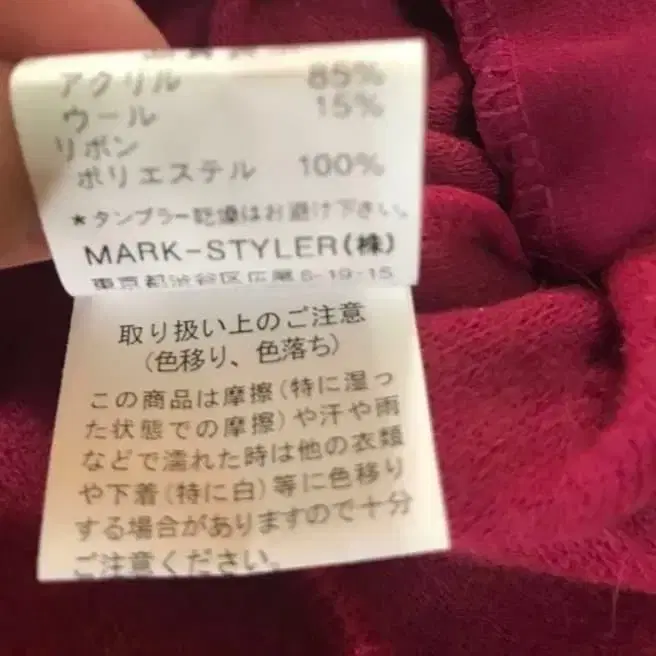 アクリル 85%
ウール 15%
リボン
ポリエステル 100%
*タンブラー乾燥はお避け下さい。
MARK-STYLER(株)
東京都渋谷区広尾5-19-15
取り扱い上のご注意
(色移り、色落ち)
この商品は摩擦(特に湿っ
た状態での摩擦)や汗や雨
などで濡れた時は他の衣類
や下着(特に白)等に色移り
する場合がありますので十分
ご注意ください。